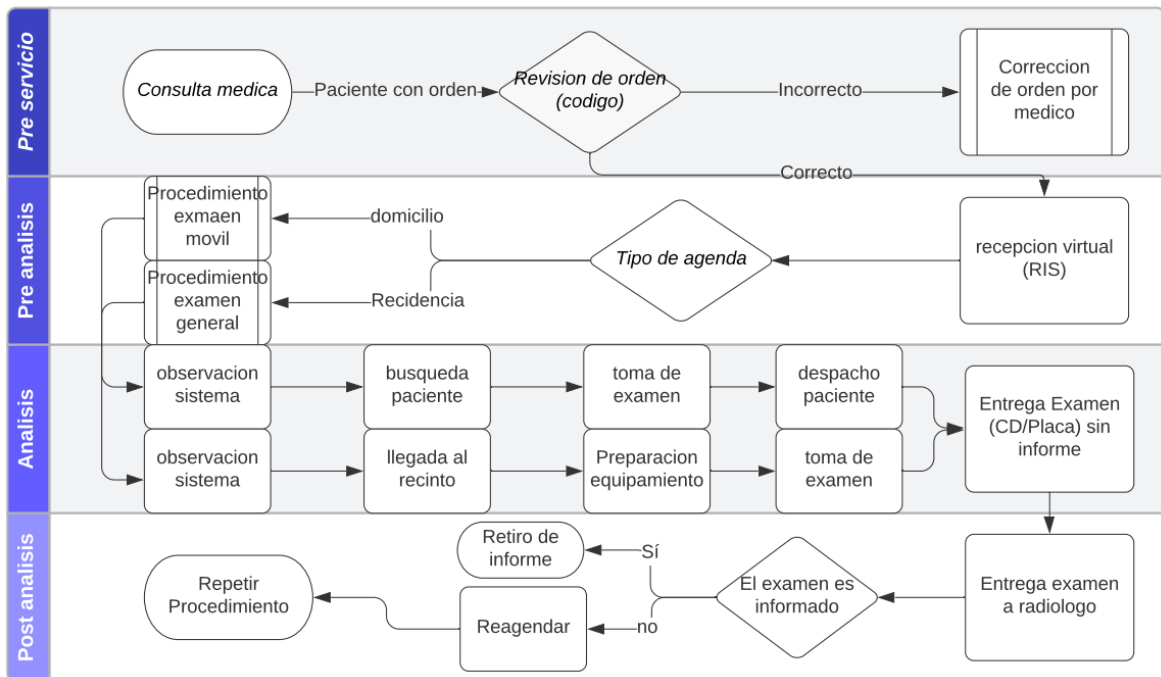 Pre servicio
Consulta medica
Paciente con orden
Revision de orden
(codigo)
Incorrecto
Correccion
de orden por
medico
Correcto
Pre analisis
Procedimiento
exmaen
movil
domicilio
Tipo de agenda
recepcion virtual
(RIS)
Procedimiento
examen
general
Recidencia
Analisis
observacion
sistema
busqueda
paciente
toma de
examen
despacho
paciente
Entrega Examen
(CD/Placa) sin
informe
observacion
sistema
llegada al
recinto
Preparacion
equipamiento
toma de
examen
Post analisis
Retiro de
informe
Sí
El examen es
informado
Entrega examen
a radiologo
Repetir
Procedimiento
Reagendar
no